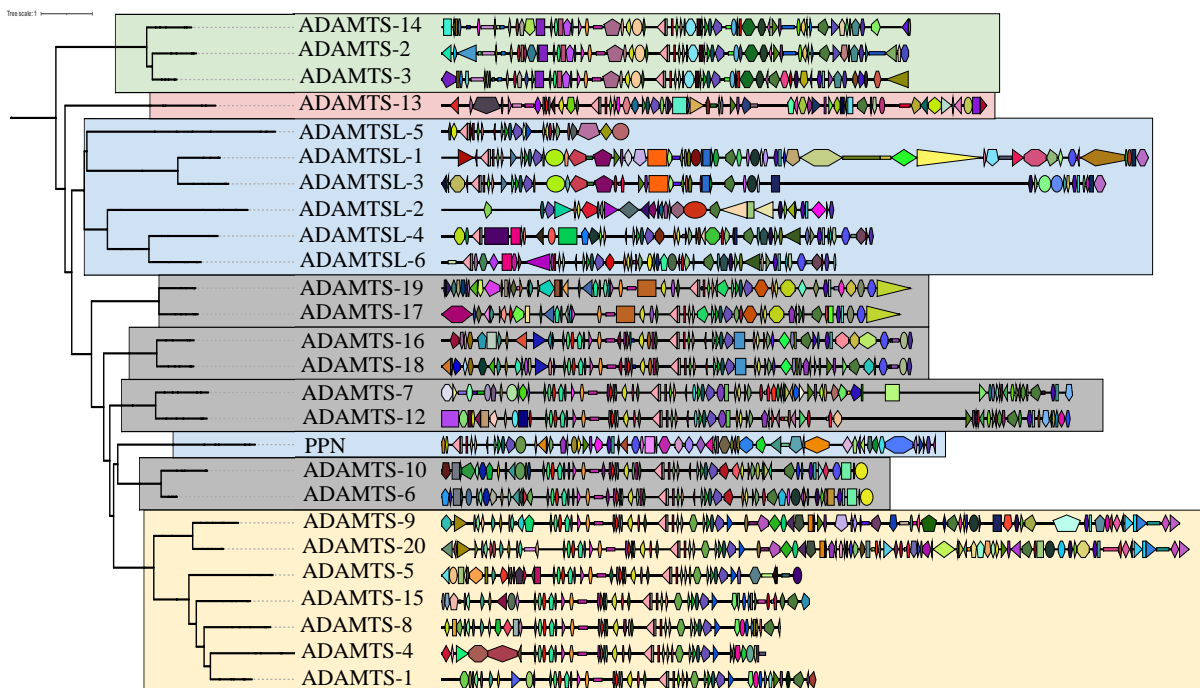 Tree scale: 1
ADAMTS-14
ADAMTS-2
ADAMTS-3
ADAMTS-13
ADAMTSL-5
ADAMTSL-1
ADAMTSL-3
ADAMTSL-2
ADAMTSL-4
ADAMTSL-6
ADAMTS-19
ADAMTS-17
ADAMTS-16
ADAMTS-18
ADAMTS-7
ADAMTS-12
PPN
ADAMTS-10
ADAMTS-6
ADAMTS-9
ADAMTS-20
ADAMTS-5
ADAMTS-15
ADAMTS-8
ADAMTS-4
ADAMTS-1